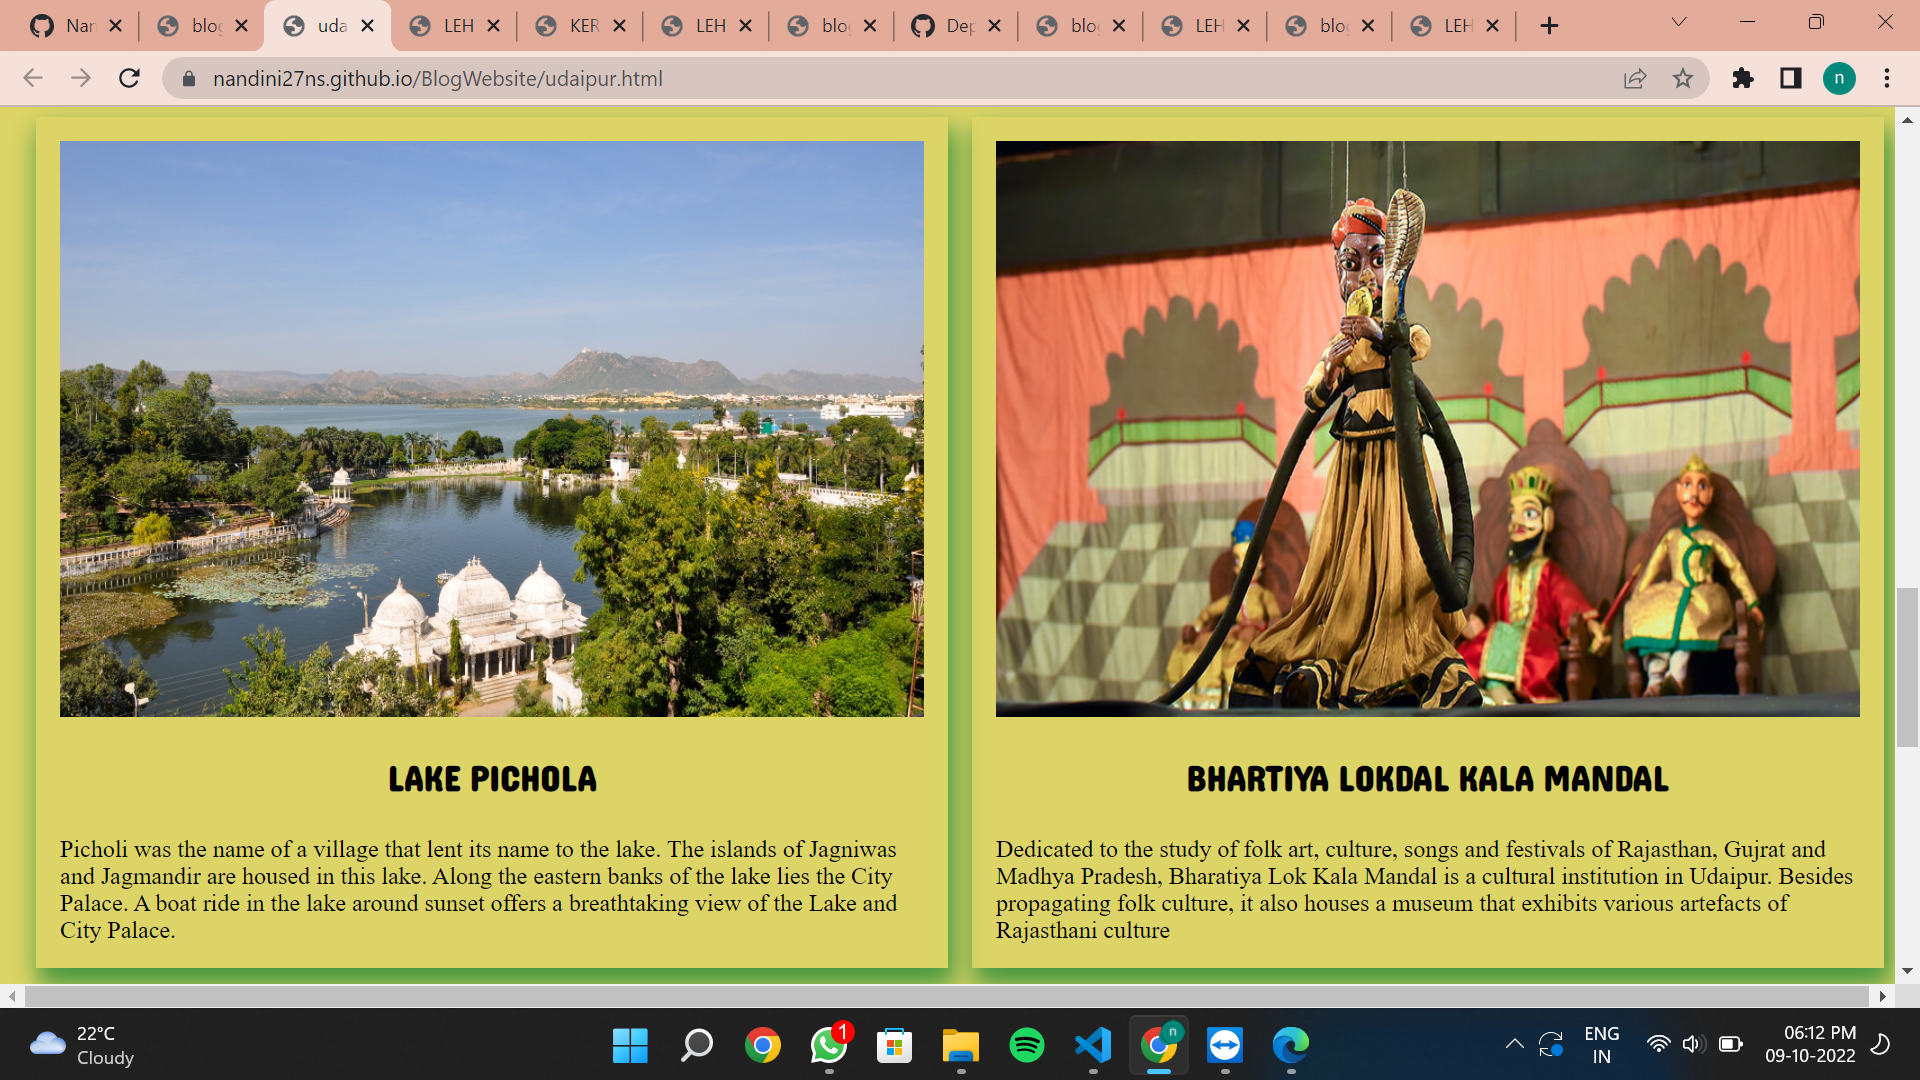 Nan
blog
uda
LEH
KER
LEH
blog
Dep
blog
LEH
blog
LEH
nandini27ns.github.io/BlogWebsite/udaipur.html
n
LAKE PICHOLA
Picholi was the name of a village that lent its name to the lake. The islands of Jagniwas
and Jagmandir are housed in this lake. Along the eastern banks of the lake lies the City
Palace. A boat ride in the lake around sunset offers a breathtaking view of the Lake and
City Palace.
BHARTIYA LOKDAL KALA MANDAL
Dedicated to the study of folk art, culture, songs and festivals of Rajasthan, Gujrat and
Madhya Pradesh, Bharatiya Lok Kala Mandal is a cultural institution in Udaipur. Besides
propagating folk culture, it also houses a museum that exhibits various artefacts of
Rajasthani culture
22°C
Cloudy
1
n
ENG
IN
06:12 PM
09-10-2022